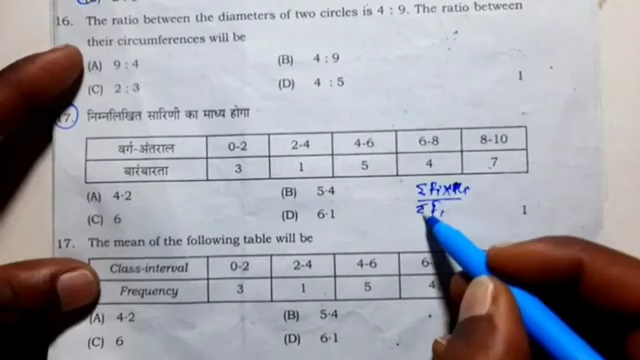 16. The ratio between the diameters of two circles is 4 : 9. The ratio between
their circumferences will be
(A) 9 : 4 (B) 4 : 9
(C) 2 : 3 (D) 4 : 5 1
17. निम्नलिखित सारिणी का माध्य होगा
वर्ग-अंतराल 0-2 2-4 4-6 6-8 8-10
बारंबारता 3 1 5 4 7
(A) 4·2 (B) 5·4
(C) 6 (D) 6·1 1
17. The mean of the following table will be
Class-interval 0-2 2-4 4-6
Frequency 3 1 5 4
(A) 4·2 (B) 5·4
(C) 6 (D) 6·1